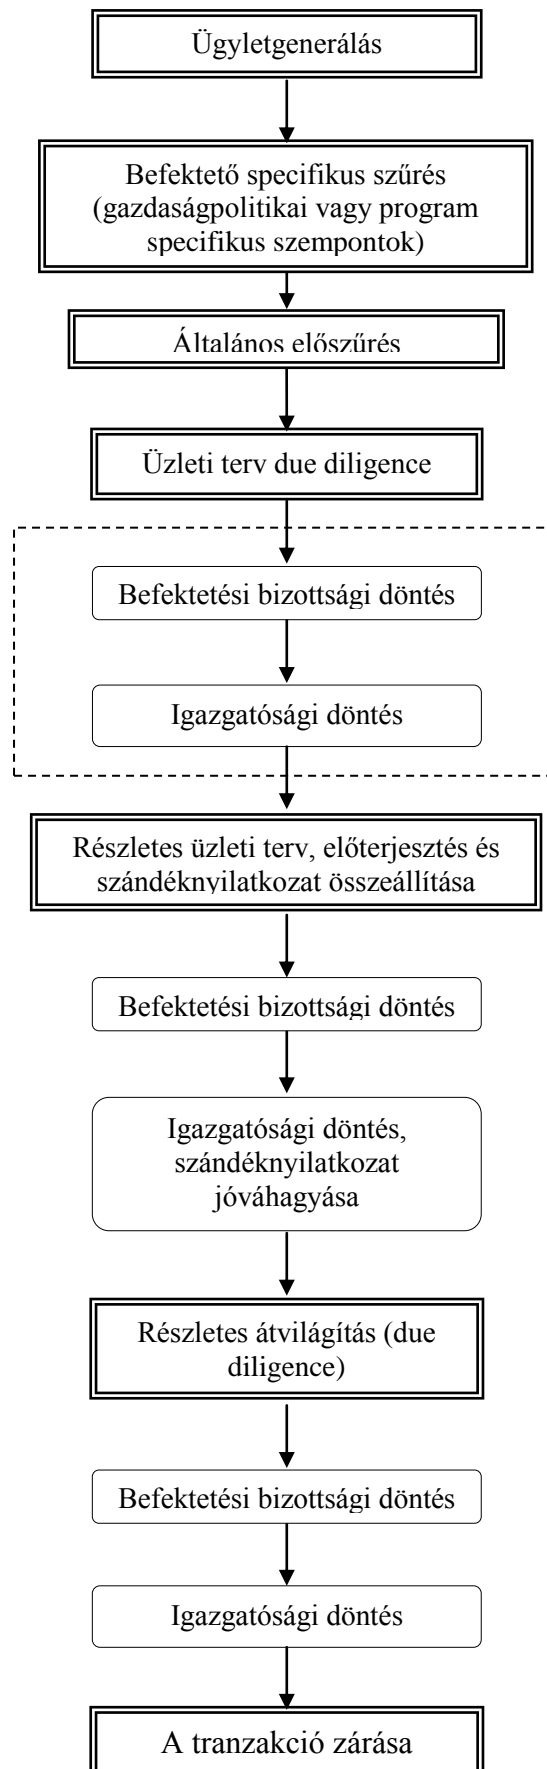 Ügyletgenerálás
Befektető specifikus szűrés
(gazdaságpolitikai vagy program
specifikus szempontok)
Általános előszűrés
Üzleti terv due diligence
Befektetési bizottsági döntés
Igazgatósági döntés
Részletes üzleti terv, előterjesztés és
szándéknyilatkozat összeállítása
Befektetési bizottsági döntés
Igazgatósági döntés,
szándéknyilatkozat
jóváhagyása
Részletes átvilágítás (due
diligence)
Befektetési bizottsági döntés
Igazgatósági döntés
A tranzakció zárása